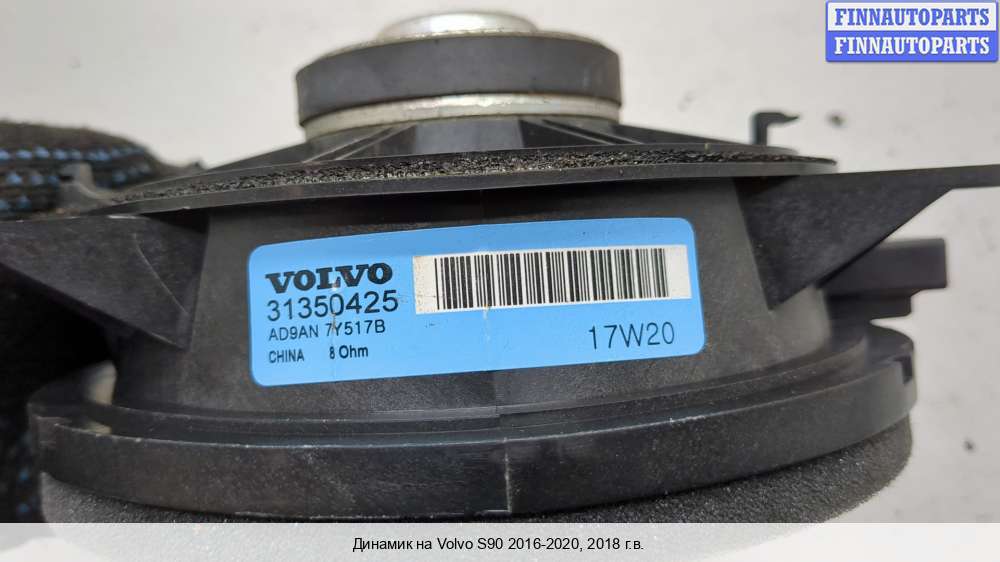 FINNAUTOPARTS
FINNAUTOPARTS
VOLVO
31350425
AD9AN 7Y517B
CHINA 8 Ohm
17W20
Динамик на Volvo S90 2016-2020, 2018 г.в.